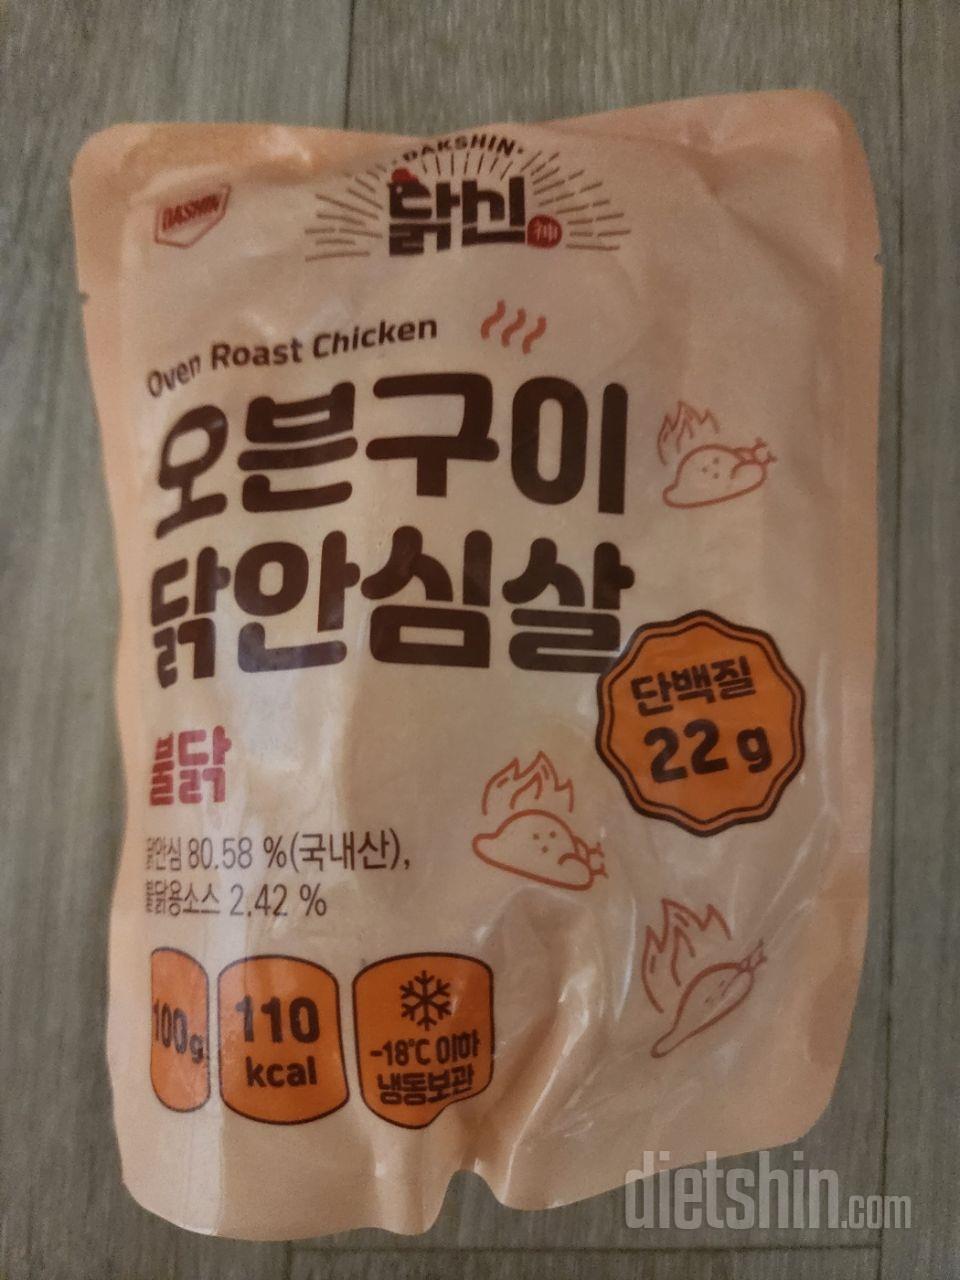 DASHIN
·DAKSHIN·
닭신
神
Oven Roast Chicken
오븐구이
닭안심살
단백질
22g
불닭
닭안심 80.58 %(국내산),
불닭용소스 2.42 %
100g
110
kcal
-18℃ 이하
냉동보관
dietshin.com